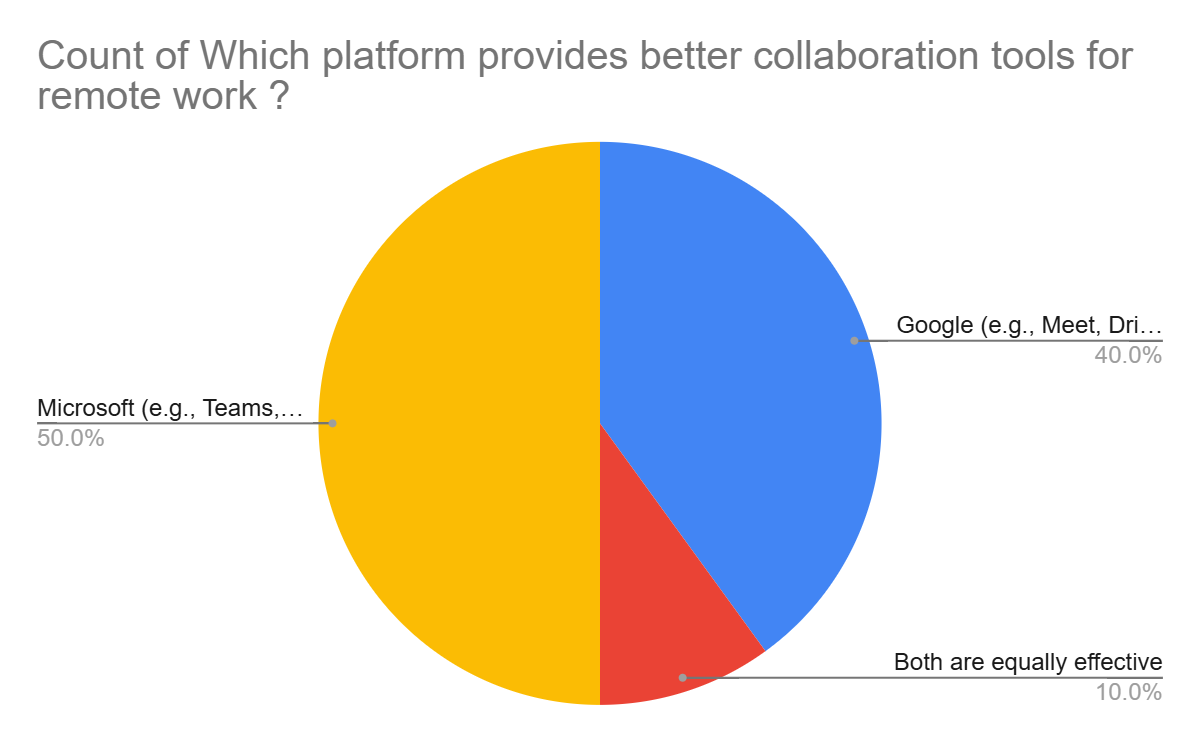 Count of Which platform provides better collaboration tools for
remote work ?
Google (e.g., Meet, Dri…
40.0%
Microsoft (e.g., Teams,…
50.0%
Both are equally effective
10.0%